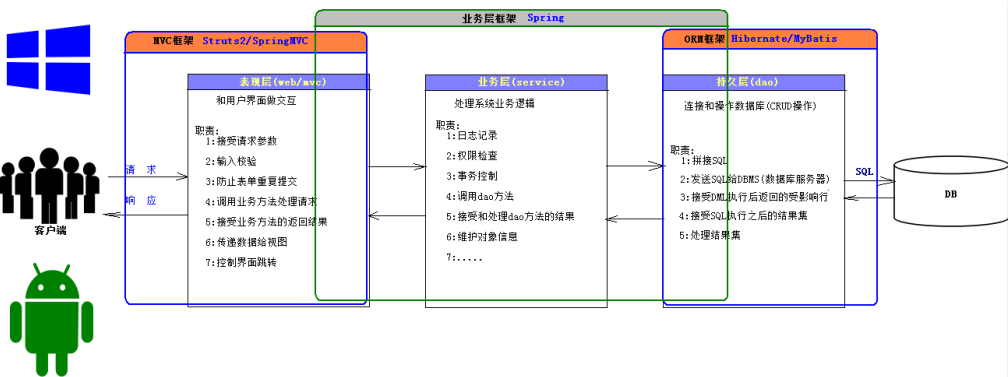 业务层框架 Spring
MVC框架 Struts2/SpringMVC
ORM框架 Hibernate/MyBatis
表现层(web/mvc)
和用户界面做交互
职责:
1:接受请求参数
2:输入校验
3:防止表单重复提交
4:调用业务方法处理请求
5:接受业务方法的返回结果
6:传递数据给视图
7:控制界面跳转
业务层(service)
处理系统业务逻辑
职责:
1:日志记录
2:权限检查
3:事务控制
4:调用dao方法
5:接受和处理dao方法的结果
6:维护对象信息
7:.....
持久层(dao)
连接和操作数据库(CRUD操作)
职责:
1:拼接SQL
2:发送SQL给DBMS(数据库服务器)
3:接受DML执行后返回的受影响行
4:接受SQL执行之后的结果集
5:处理结果集
请 求
响 应
客户端
SQL
DB